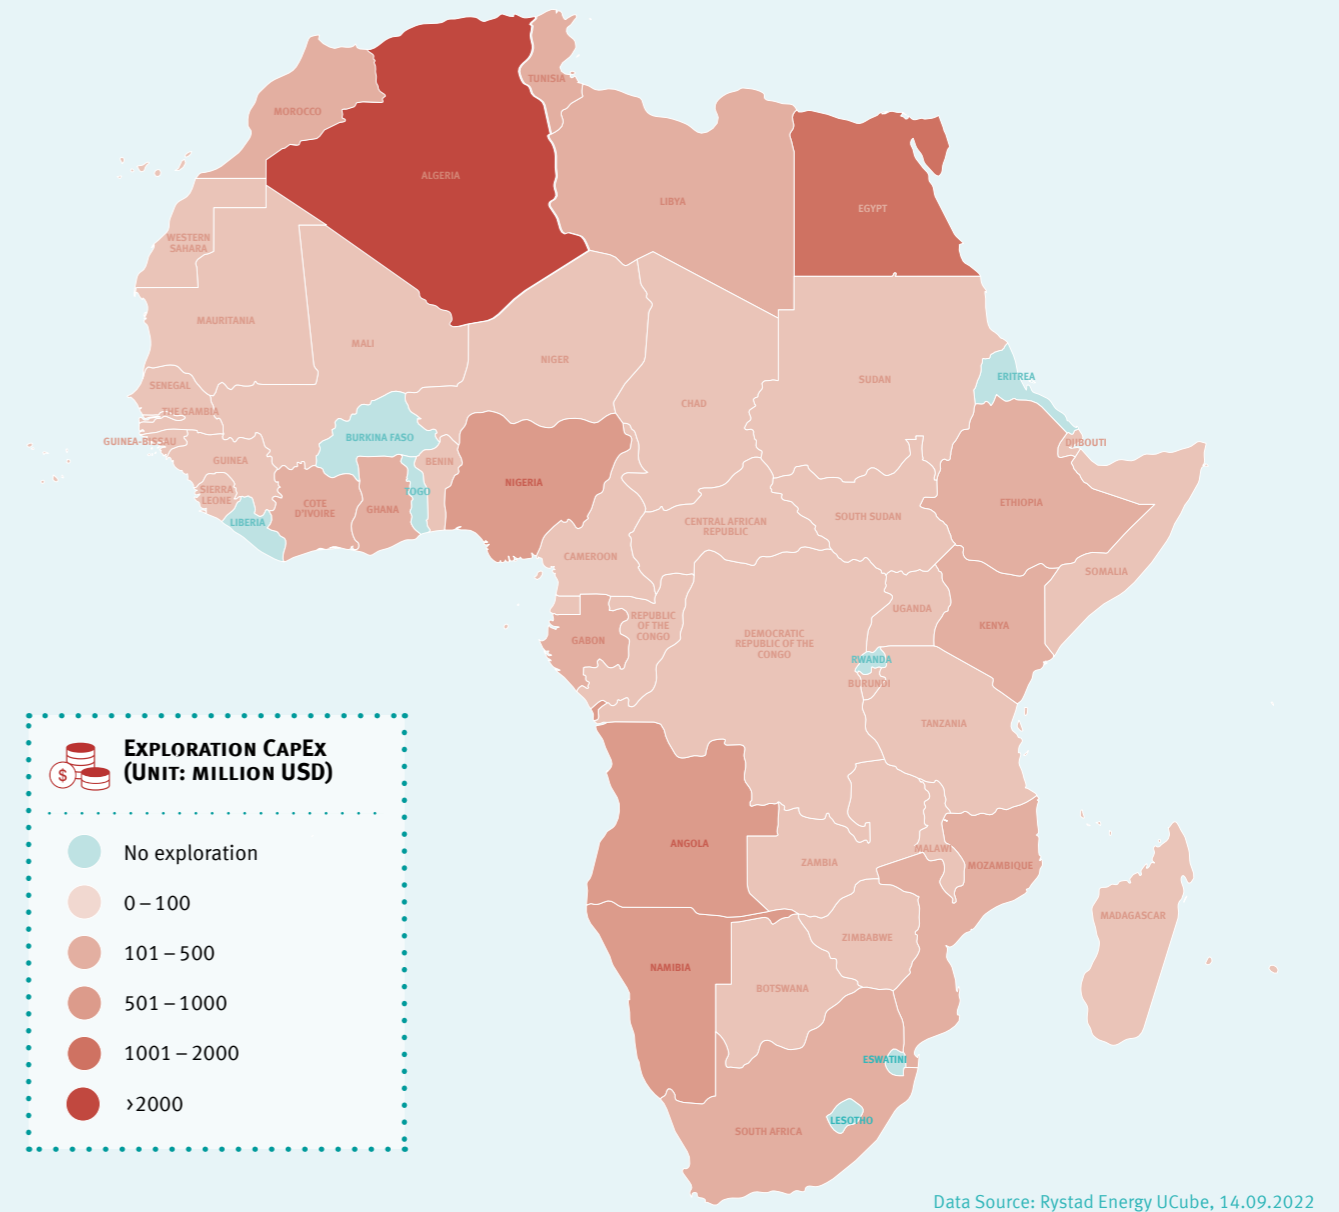 TUNISIA
MOROCCO
ALGERIA
LIBYA
EGYPT
WESTERN
SAHARA
MAURITANIA
MALI
NIGER
CHAD
SUDAN
ERITREA
SENEGAL
THE GAMBIA
GUINEA-BISSAU
GUINEA
SIERRA
LEONE
LIBERIA
BURKINA FASO
COTE
D'IVOIRE
GHANA
TOGO
BENIN
NIGERIA
DJIBOUTI
ETHIOPIA
SOUTH SUDAN
CENTRAL AFRICAN
REPUBLIC
CAMEROON
SOMALIA
UGANDA
KENYA
REPUBLIC
OF THE
CONGO
GABON
DEMOCRATIC
REPUBLIC OF THE
CONGO
RWANDA
BURUNDI
TANZANIA
ANGOLA
ZAMBIA
MALAWI
MOZAMBIQUE
MADAGASCAR
ZIMBABWE
NAMIBIA
BOTSWANA
ESWATINI
LESOTHO
SOUTH AFRICA
$
EXPLORATION CAPEX
(UNIT: MILLION USD)
No exploration
0 – 100
101 – 500
501 – 1000
1001 – 2000
>2000
Data Source: Rystad Energy UCube, 14.09.2022